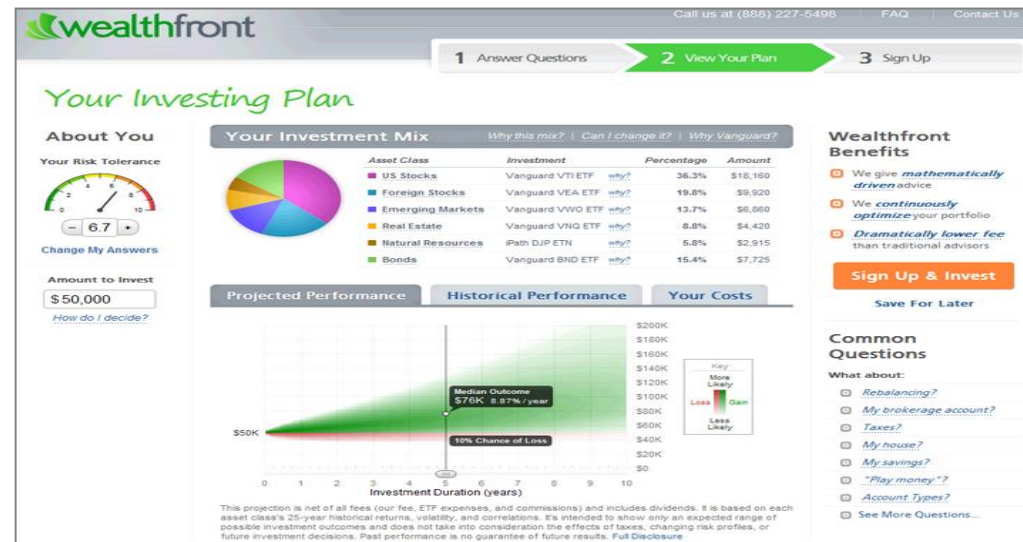 wealthfront
Call us at (888) 227-5498 FAQ Contact Us
1 Answer Questions 2 View Your Plan 3 Sign Up
Your Investing Plan
About You
Your Risk Tolerance
0 2 4 6 8 10
- 6.7 +
Change My Answers
Amount to Invest
$50,000
How do I decide?
Your Investment Mix Why this mix? | Can I change it? | Why Vanguard?
Asset Class Investment Percentage Amount
US Stocks Vanguard VTI ETF why? 36.3% $18,160
Foreign Stocks Vanguard VEA ETF why? 19.8% $9,920
Emerging Markets Vanguard VWO ETF why? 13.7% $6,860
Real Estate Vanguard VNQ ETF why? 8.8% $4,420
Natural Resources iPath DJP ETN why? 5.8% $2,915
Bonds Vanguard BND ETF why? 15.4% $7,725
Projected Performance Historical Performance Your Costs
$200K
$180K
$160K
$140K
$120K
$100K
$80K
$60K
$40K
$20K
$0
$50K
Median Outcome
$76K 8.87% / year
10% Chance of Loss
Key
More
Likely
Loss Gain
Less
Likely
0 1 2 3 4 5 6 7 8 9 10
Investment Duration (years)
This projection is net of all fees (our fee, ETF expenses, and commissions) and includes dividends. It is based on each
asset class's 25-year historical returns, volatility, and correlations. It's intended to show only an expected range of
possible investment outcomes and does not take into consideration the effects of taxes, changing risk profiles, or
future investment decisions. Past performance is no guarantee of future results. Full Disclosure
Wealthfront
Benefits
We give mathematically
driven advice
We continuously
optimize your portfolio
Dramatically lower fee
than traditional advisors
Sign Up & Invest
Save For Later
Common
Questions
What about:
Rebalancing?
My brokerage account?
Taxes?
My house?
My savings?
"Play money"?
Account Types?
See More Questions...